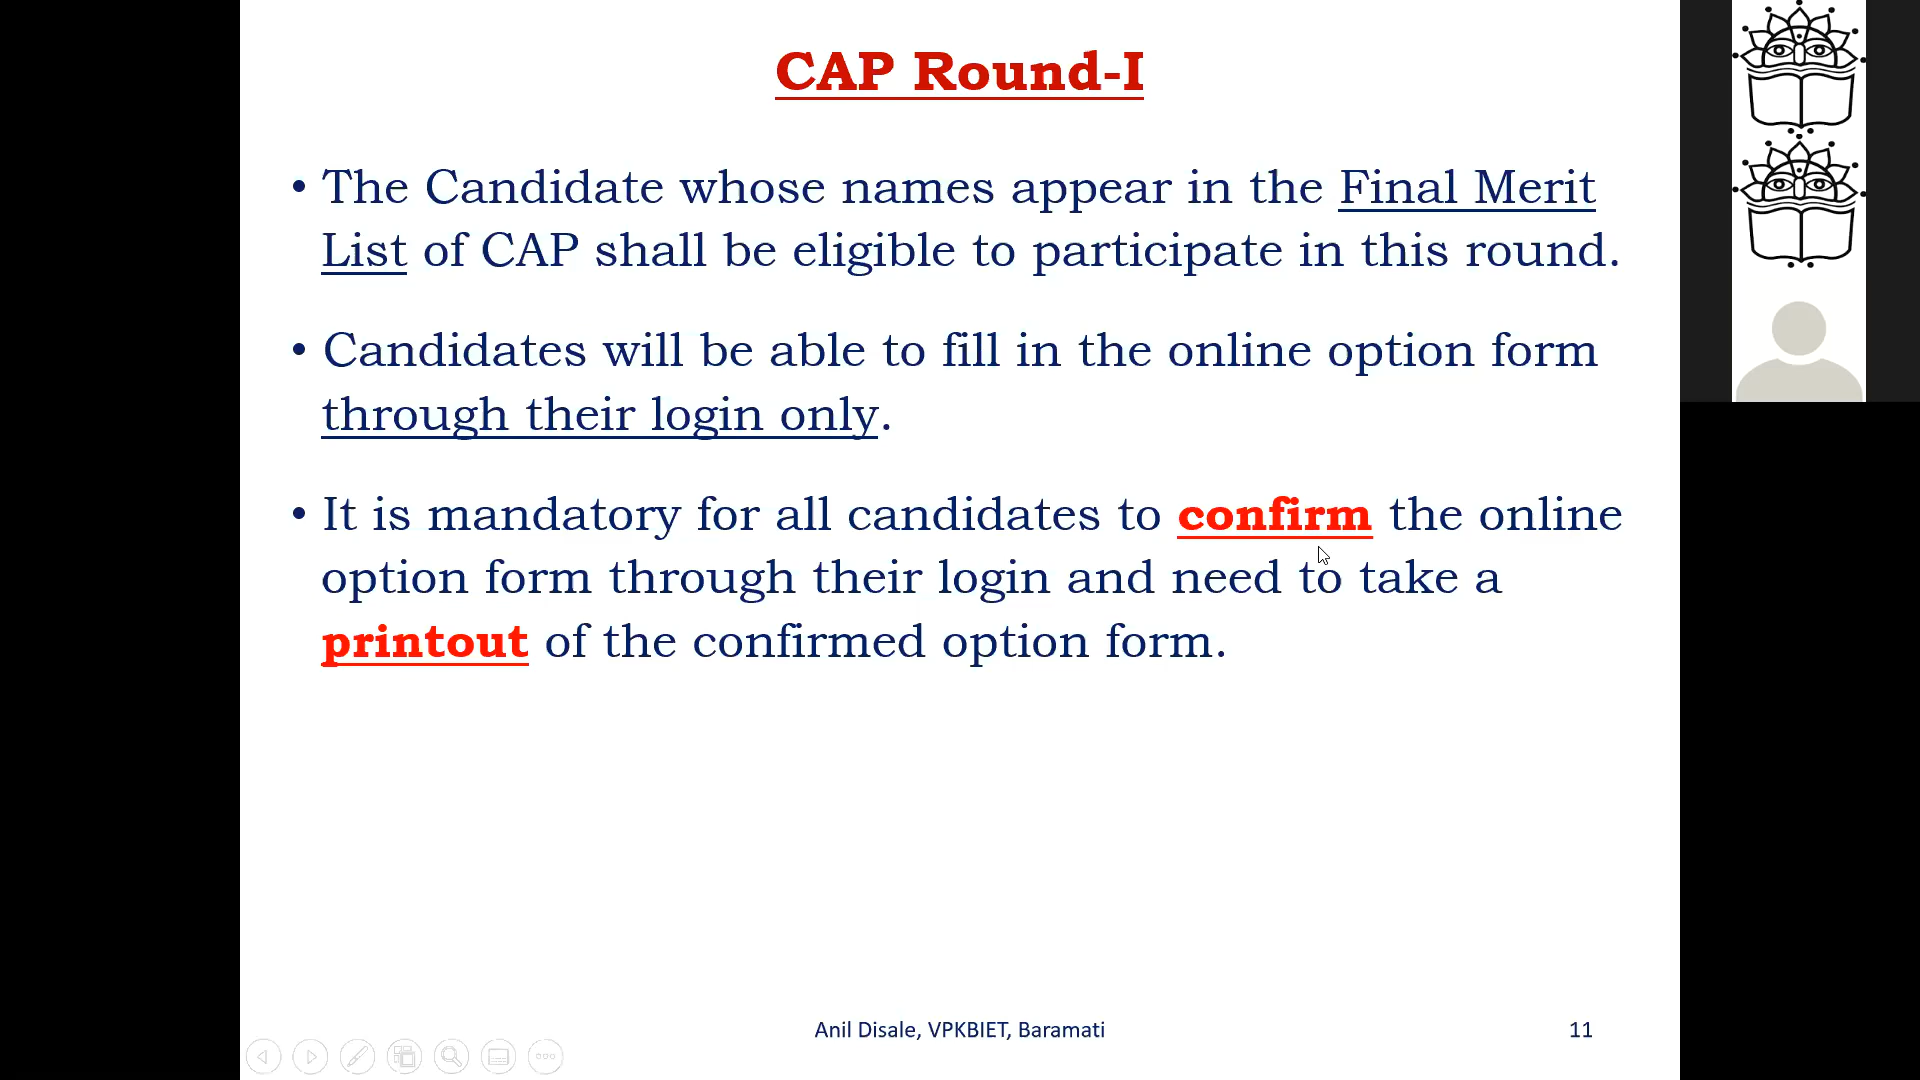 CAP Round-I
• The Candidate whose names appear in the Final Merit
List of CAP shall be eligible to participate in this round.
• Candidates will be able to fill in the online option form
through their login only.
• It is mandatory for all candidates to confirm the online
option form through their login and need to take a
printout of the confirmed option form.
Anil Disale, VPKBIET, Baramati
11